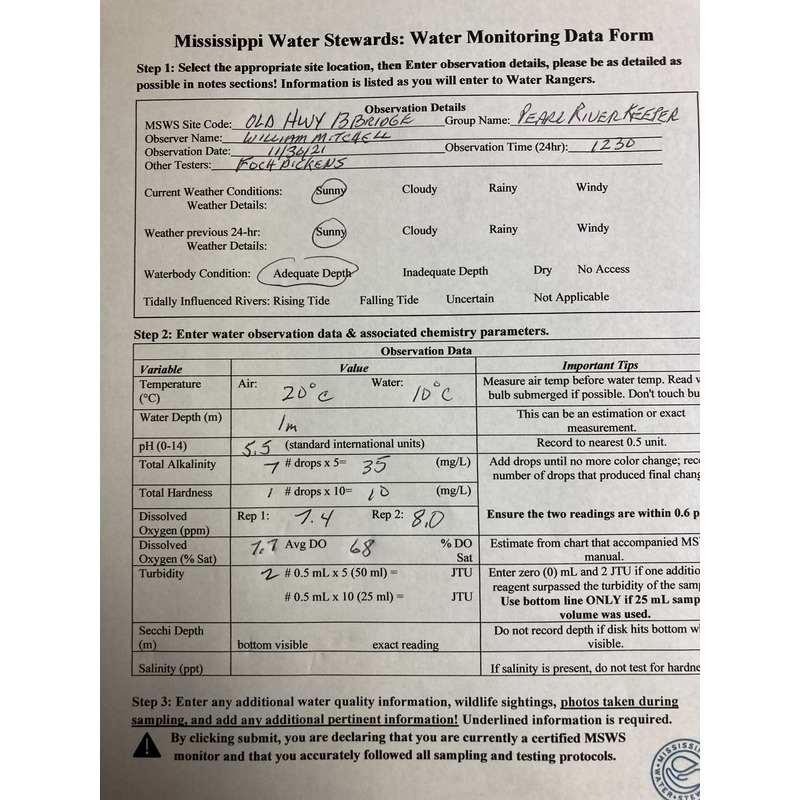 Mississippi Water Stewards: Water Monitoring Data Form
Step 1: Select the appropriate site location, then Enter observation details, please be as detailed as
possible in notes sections! Information is listed as you will enter to Water Rangers.
Observation Details
MSWS Site Code: OLD HWY BRIDGE Group Name: PEARL RIVERKEEPER
Observer Name: WILLIAM MITCHELL
Observation Date: 11/30/21 Observation Time (24hr): 1230
Other Testers: FOCH DICKENS
Current Weather Conditions: Sunny Cloudy Rainy Windy
Weather Details:
Weather previous 24-hr: Sunny Cloudy Rainy Windy
Weather Details:
Waterbody Condition: Adequate Depth Inadequate Depth Dry No Access
Tidally Influenced Rivers: Rising Tide Falling Tide Uncertain Not Applicable
Step 2: Enter water observation data & associated chemistry parameters.
Observation Data
Variable Value Important Tips
Temperature Air: Water: Measure air temp before water temp. Read
(°C) 20°C 10°C bulb submerged if possible. Don't touch
Water Depth (m) 1m This can be an estimation or exact
measurement.
pH (0-14) 5.5 (standard international units) Record to nearest 0.5 unit.
Total Alkalinity 7 # drops x 5= 35 (mg/L) Add drops until no more color change;
number of drops that produced final
Total Hardness 1 # drops x 10= 10 (mg/L)
Dissolved Rep 1: 7.4 Rep 2: 8.0 Ensure the two readings are within 0.6
Oxygen (ppm)
Dissolved 7.7 Avg DO 68 % DO Estimate from chart that accompanied
Oxygen (% Sat) Sat manual.
Turbidity 2 # 0.5 mL x 5 (50 ml) = JTU Enter zero (0) mL and 2 JTU if one
reagent surpassed the turbidity of the
# 0.5 mL x 10 (25 ml) = JTU Use bottom line ONLY if 25 mL
volume was used.
Secchi Depth Do not record depth if disk hits bottom
(m) bottom visible exact reading visible.
Salinity (ppt) If salinity is present, do not test for
Step 3: Enter any additional water quality information, wildlife sightings, photos taken during
sampling, and add any additional pertinent information! Underlined information is required.
By clicking submit, you are declaring that you are currently a certified MSWS
monitor and that you accurately followed all sampling and testing protocols.